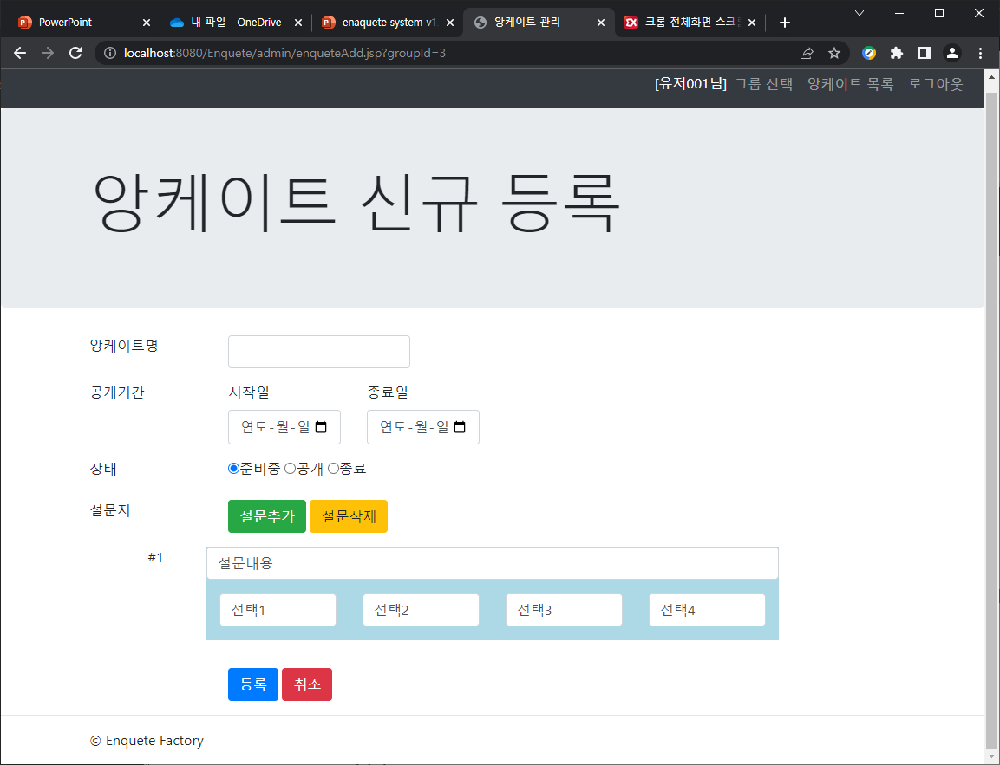 PowerPoint
내 파일 - OneDrive
enaquete system v1.
앙케이트 관리
크롬 전체화면 스크
localhost:8080/Enquete/admin/enqueteAdd.jsp?groupId=3
[유저001님] 그룹 선택 앙케이트 목록 로그아웃
앙케이트 신규 등록
앙케이트명
공개기간 시작일 종료일
연도-월-일 연도-월-일
상태 준비중 공개 종료
설문지 설문추가 설문삭제
#1 설문내용
선택1 선택2 선택3 선택4
등록 취소
© Enquete Factory